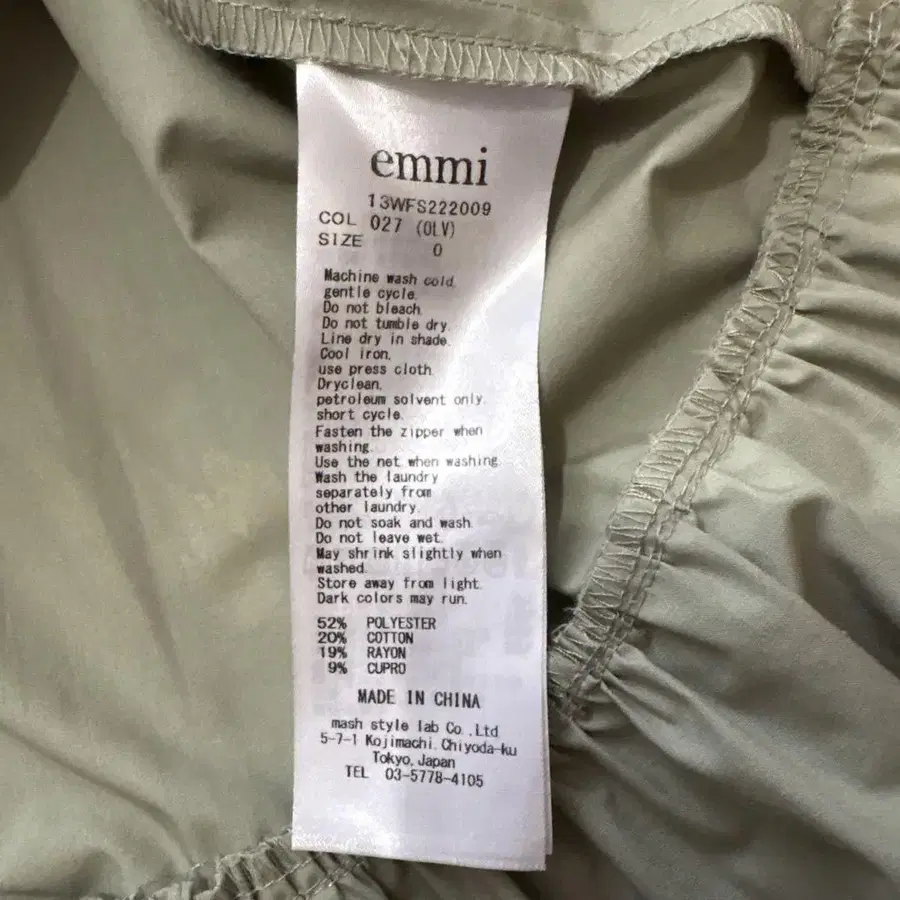 emmi
13WFS222009
COL 027 (OLV)
SIZE 0
Machine wash cold.
gentle cycle.
Do not bleach.
Do not tumble dry.
Line dry in shade.
Cool iron.
use press cloth.
Dryclean.
petroleum solvent only.
short cycle.
Fasten the zipper when
washing.
Use the net when washing.
Wash the laundry
separately from
other laundry.
Do not soak and wash.
Do not leave wet.
May shrink slightly when
washed.
Store away from light.
Dark colors may run.
52% POLYESTER
20% COTTON
19% RAYON
9% CUPRO
MADE IN CHINA
mash style lab Co.,Ltd
5-7-1 Kojimachi.Chiyoda-ku
Tokyo,Japan
TEL 03-5778-4105